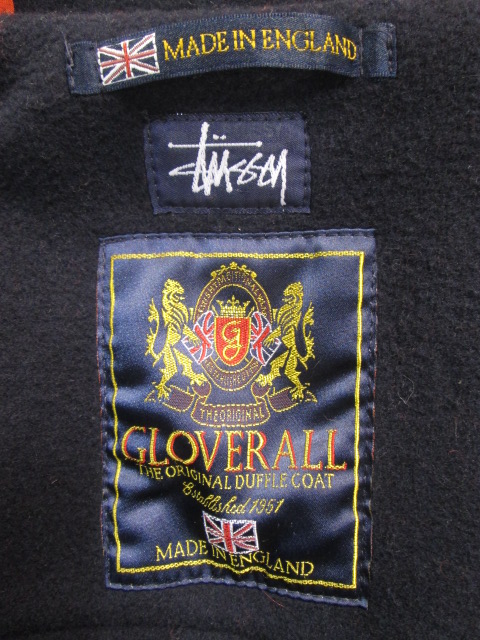 MADE IN ENGLAND
Stüssy
g
THE ORIGINAL
GLOVERALL
THE ORIGINAL DUFFLE COAT
Established 1951
MADE IN ENGLAND